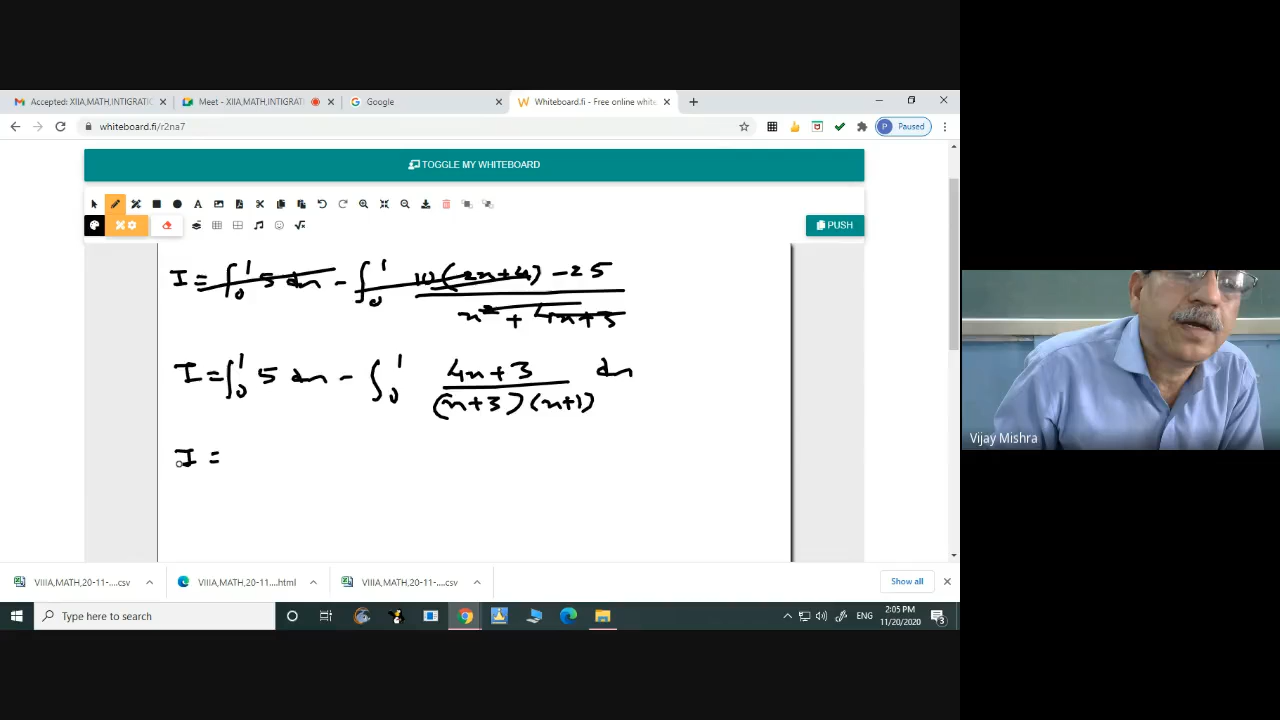 Accepted: XIIA,MATH,INTIGRATIO
Meet - XIIA,MATH,INTIGRATI
Google
Whiteboard.fi - Free online white
whiteboard.fi/r2na7
P Paused
TOGGLE MY WHITEBOARD
A
PUSH
I = ∫₀¹ 5 dx - ∫₀¹ 10(2x+4) -25
x² + 4x+3
I = ∫₀¹ 5 dx - ∫₀¹ 4x+3 dx
(x+3)(x+1)
I =
Vijay Mishra
VIIIA,MATH,20-11-....csv
VIIIA,MATH,20-11....html
VIIIA,MATH,20-11-....csv
Show all
Type here to search
ENG
2:05 PM
11/20/2020
3